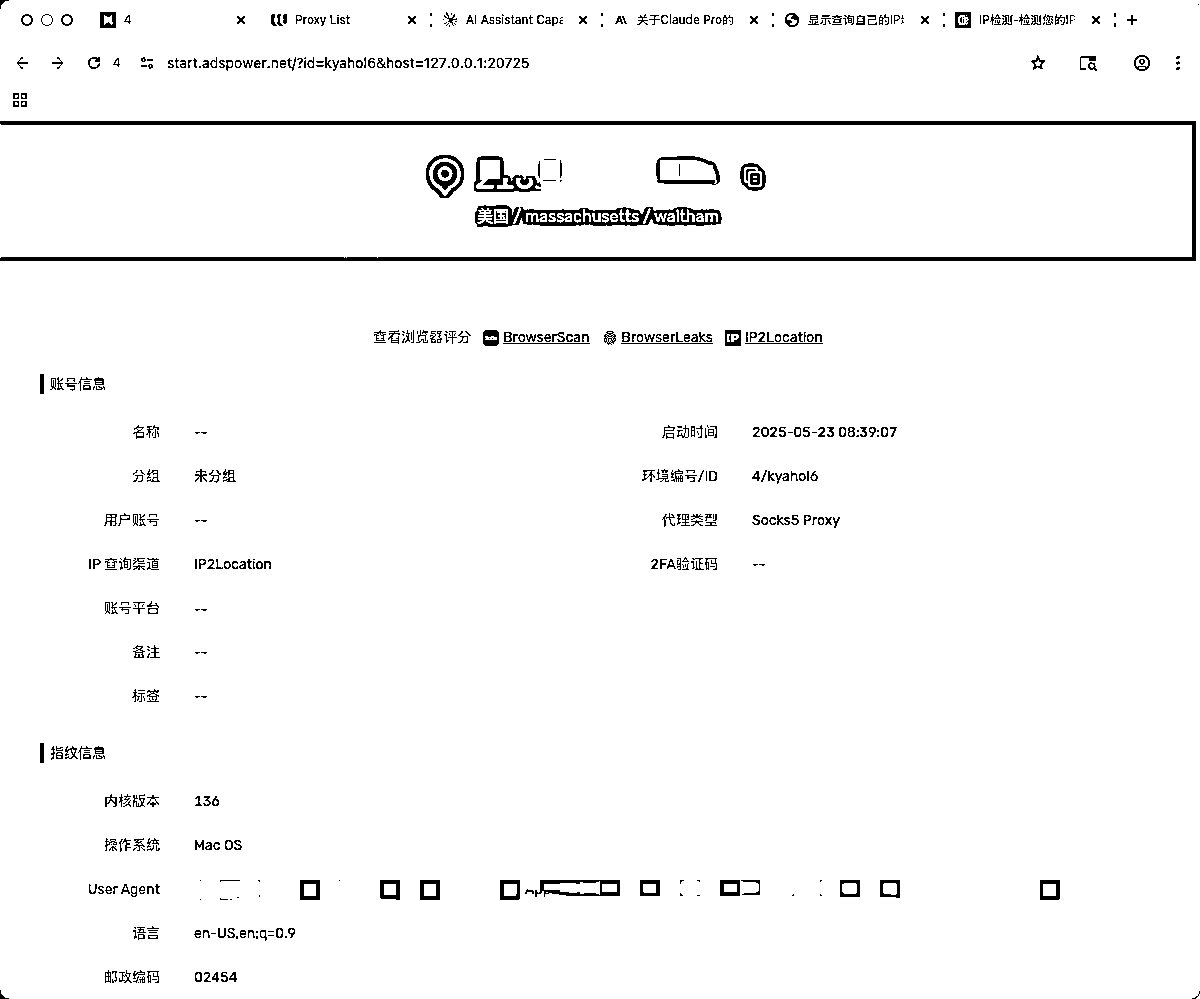 4 Proxy List AI Assistant Capa 关于Claude Pro的 显示查询自己的IP IP检测-检测您的IP
4 start.adspower.net/?id=kyahol6&host=127.0.0.1:20725
美国/massachusetts/waltham
查看浏览器评分 BrowserScan BrowserLeaks IP IP2Location
账号信息
名称 -- 启动时间 2025-05-23 08:39:07
分组 未分组 环境编号/ID 4/kyahol6
用户账号 -- 代理类型 Socks5 Proxy
IP 查询渠道 IP2Location 2FA验证码 --
账号平台 --
备注 --
标签 --
指纹信息
内核版本 136
操作系统 Mac OS
User Agent
语言 en-US,en;q=0.9
邮政编码 02454